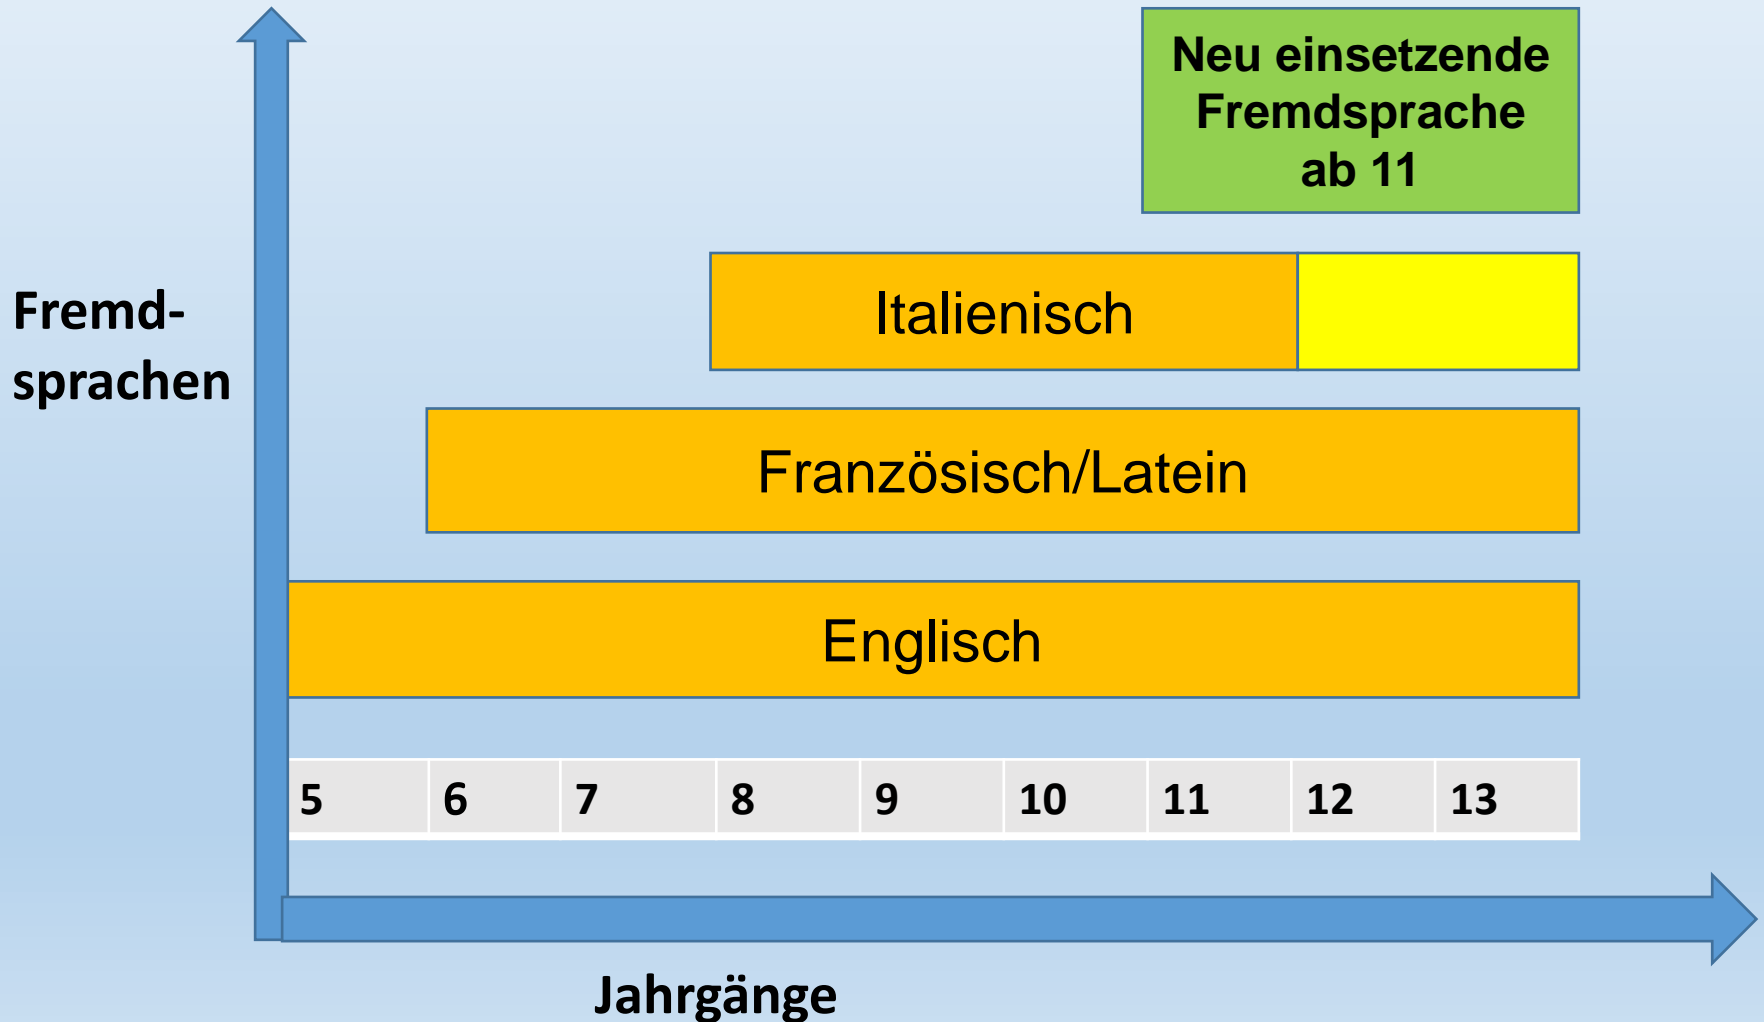 Neu einsetzende
Fremdsprache
ab 11
Fremd-
sprachen
Italienisch
Französisch/Latein
Englisch
5 6 7 8 9 10 11 12 13
Jahrgänge